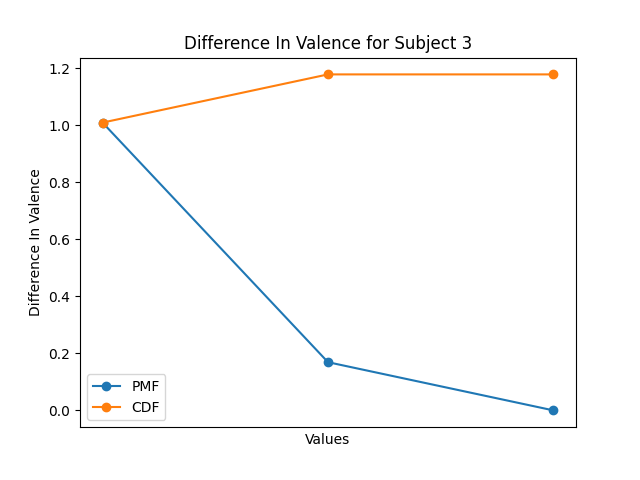 Difference In Valence for Subject 3
1.2
1.0
0.8
0.6
0.4
0.2
0.0
Difference In Valence
PMF
CDF
Values